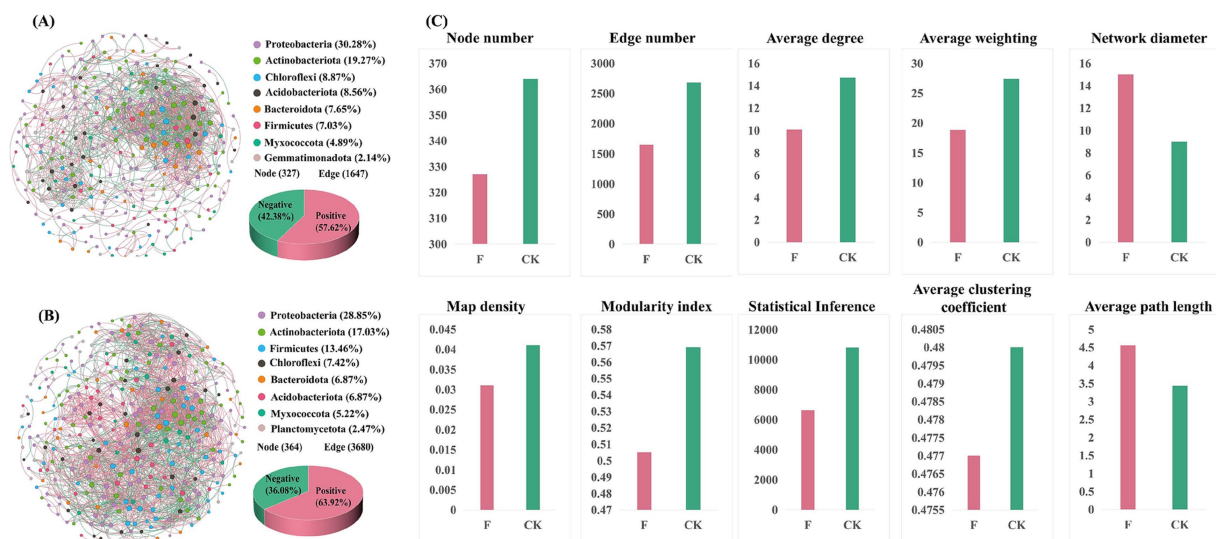 (A)
Proteobacteria (30.28%)
Actinobacteriota (19.27%)
Chloroflexi (8.87%)
Acidobacteriota (8.56%)
Bacteroidota (7.65%)
Firmicutes (7.03%)
Myxococcota (4.89%)
Gemmatimonadota (2.14%)
Node (327) Edge (1647)
Negative
(42.38%)
Positive
(57.62%)
(B)
Proteobacteria (28.85%)
Actinobacteriota (17.03%)
Firmicutes (13.46%)
Chloroflexi (7.42%)
Bacteroidota (6.87%)
Acidobacteriota (6.87%)
Myxococcota (5.22%)
Planctomycetota (2.47%)
Node (364) Edge (3680)
Negative
(36.08%)
Positive
(63.92%)
(C)
Node number
370
360
350
340
330
320
310
300
F CK
Edge number
3000
2500
2000
1500
1000
500
0
F CK
Average degree
16
14
12
10
8
6
4
2
0
F CK
Average weighting
30
25
20
15
10
5
0
F CK
Network diameter
16
14
12
10
8
6
4
2
0
F CK
Map density
0.045
0.04
0.035
0.03
0.025
0.02
0.015
0.01
0.005
0
F CK
Modularity index
0.58
0.57
0.56
0.55
0.54
0.53
0.52
0.51
0.5
0.49
0.48
0.47
F CK
Statistical Inference
12000
10000
8000
6000
4000
2000
0
F CK
Average clustering
coefficient
0.4805
0.48
0.4795
0.479
0.4785
0.478
0.4775
0.477
0.4765
0.476
0.4755
F CK
Average path length
5
4.5
4
3.5
3
2.5
2
1.5
1
0.5
0
F CK